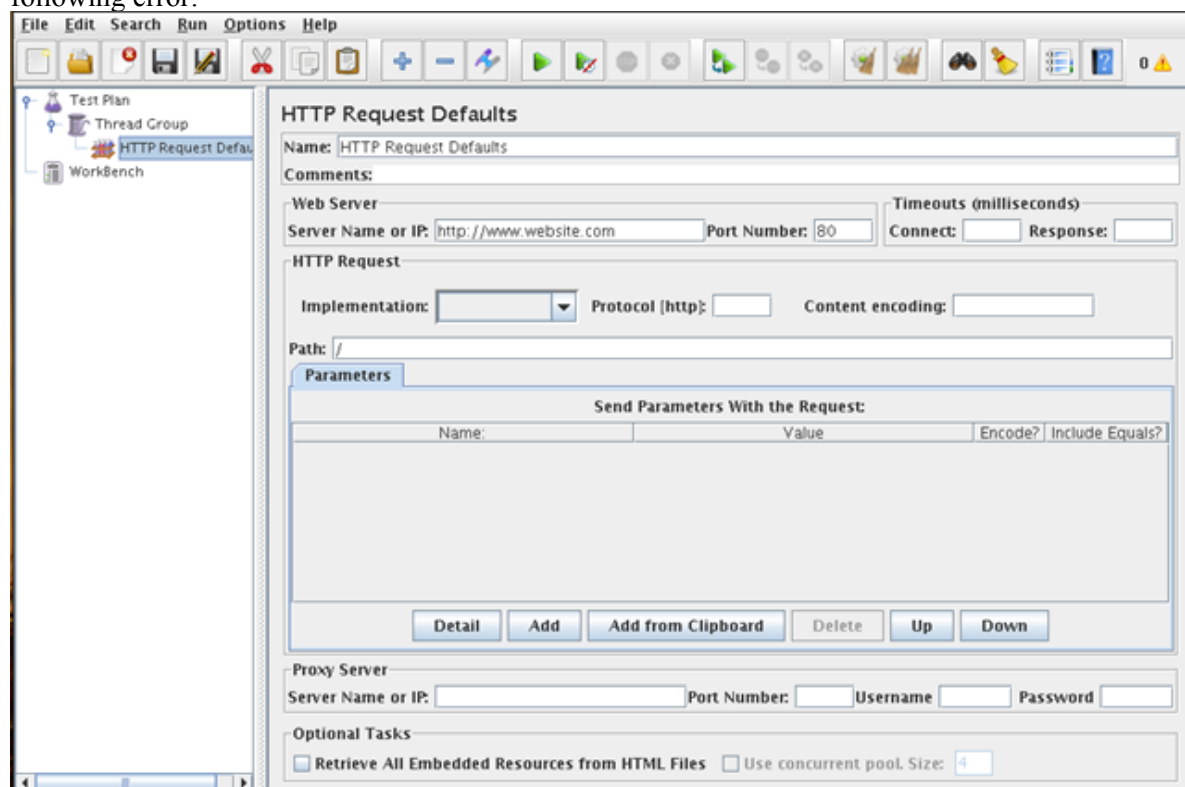 following error:
File Edit Search Run Options Help
0
Test Plan
Thread Group
HTTP Request Defau
WorkBench
HTTP Request Defaults
Name: HTTP Request Defaults
Comments:
Web Server
Timeouts (milliseconds)
Server Name or IP: http://www.website.com Port Number: 80 Connect: Response:
HTTP Request
Implementation: Protocol [http]: Content encoding:
Path: /
Parameters
Send Parameters With the Request:
Name: Value Encode? Include Equals?
Detail Add Add from Clipboard Delete Up Down
Proxy Server
Server Name or IP: Port Number: Username Password
Optional Tasks
Retrieve All Embedded Resources from HTML Files Use concurrent pool. Size: 4